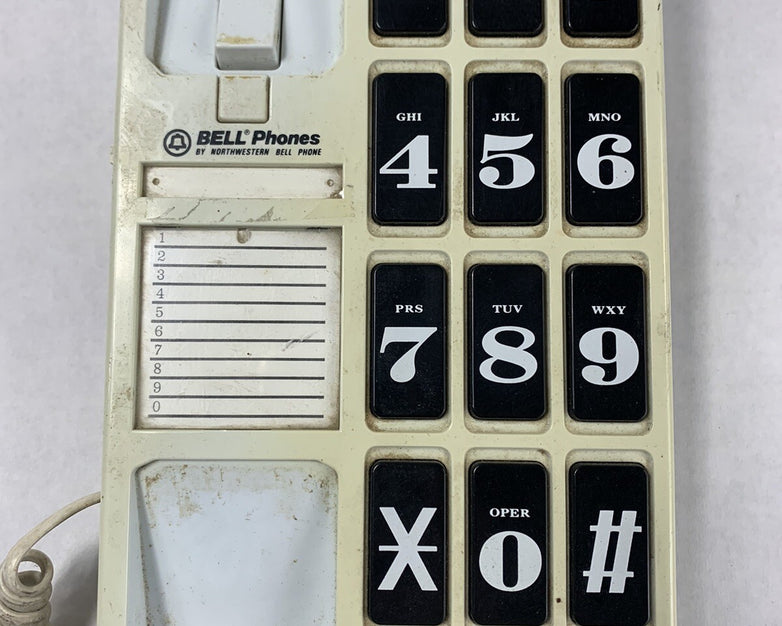 BELL® Phones
BY NORTHWESTERN BELL PHONE
1
2
3
4
5
6
7
8
9
0
GHI
4
JKL
5
MNO
6
PRS
7
TUV
8
WXY
9
*
OPER
0
#